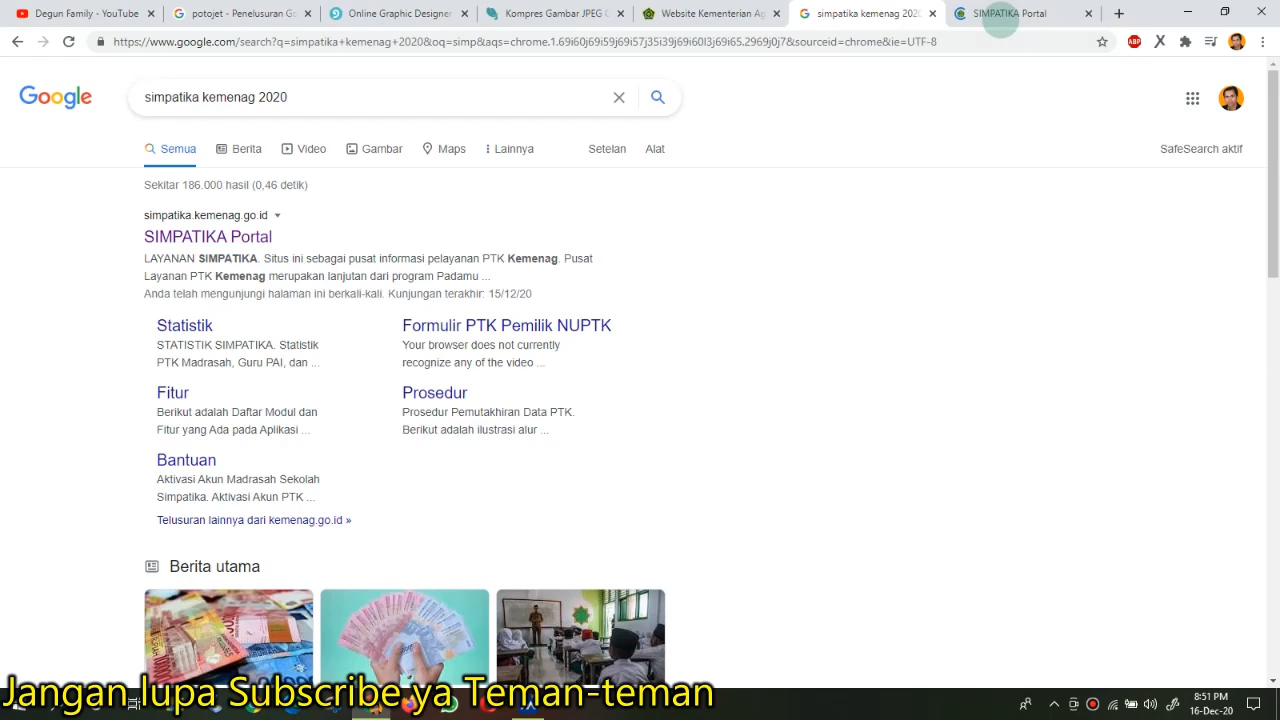 Degun Family - YouTube
potojet - Penelusuran Go
Online Graphic Designer
Kompres Gambar JPEG O
Website Kementerian Ag
simpatika kemenag 2020
SIMPATIKA Portal
https://www.google.com/search?q=simpatika+kemenag+2020&oq=simp&aqs=chrome.1.69i60j69i59j69i57j35i39j69i60l3j69i65.2969j0j7&sourceid=chrome&ie=UTF-8
ABP
Google
simpatika kemenag 2020
Semua Berita Video Gambar Maps Lainnya Setelan Alat SafeSearch aktif
Sekitar 186.000 hasil (0,46 detik)
simpatika.kemenag.go.id
SIMPATIKA Portal
LAYANAN SIMPATIKA. Situs ini sebagai pusat informasi pelayanan PTK Kemenag. Pusat
Layanan PTK Kemenag merupakan lanjutan dari program Padamu ...
Anda telah mengunjungi halaman ini berkali-kali. Kunjungan terakhir: 15/12/20
Statistik
STATISTIK SIMPATIKA. Statistik
PTK Madrasah, Guru PAI, dan ...
Formulir PTK Pemilik NUPTK
Your browser does not currently
recognize any of the video ...
Fitur
Berikut adalah Daftar Modul dan
Fitur yang Ada pada Aplikasi ...
Prosedur
Prosedur Pemutakhiran Data PTK.
Berikut adalah ilustrasi alur ...
Bantuan
Aktivasi Akun Madrasah Sekolah
Simpatika. Aktivasi Akun PTK ...
Telusuran lainnya dari kemenag.go.id »
Berita utama
Jangan lupa Subscribe ya Teman-teman
8:51 PM
16-Dec-20